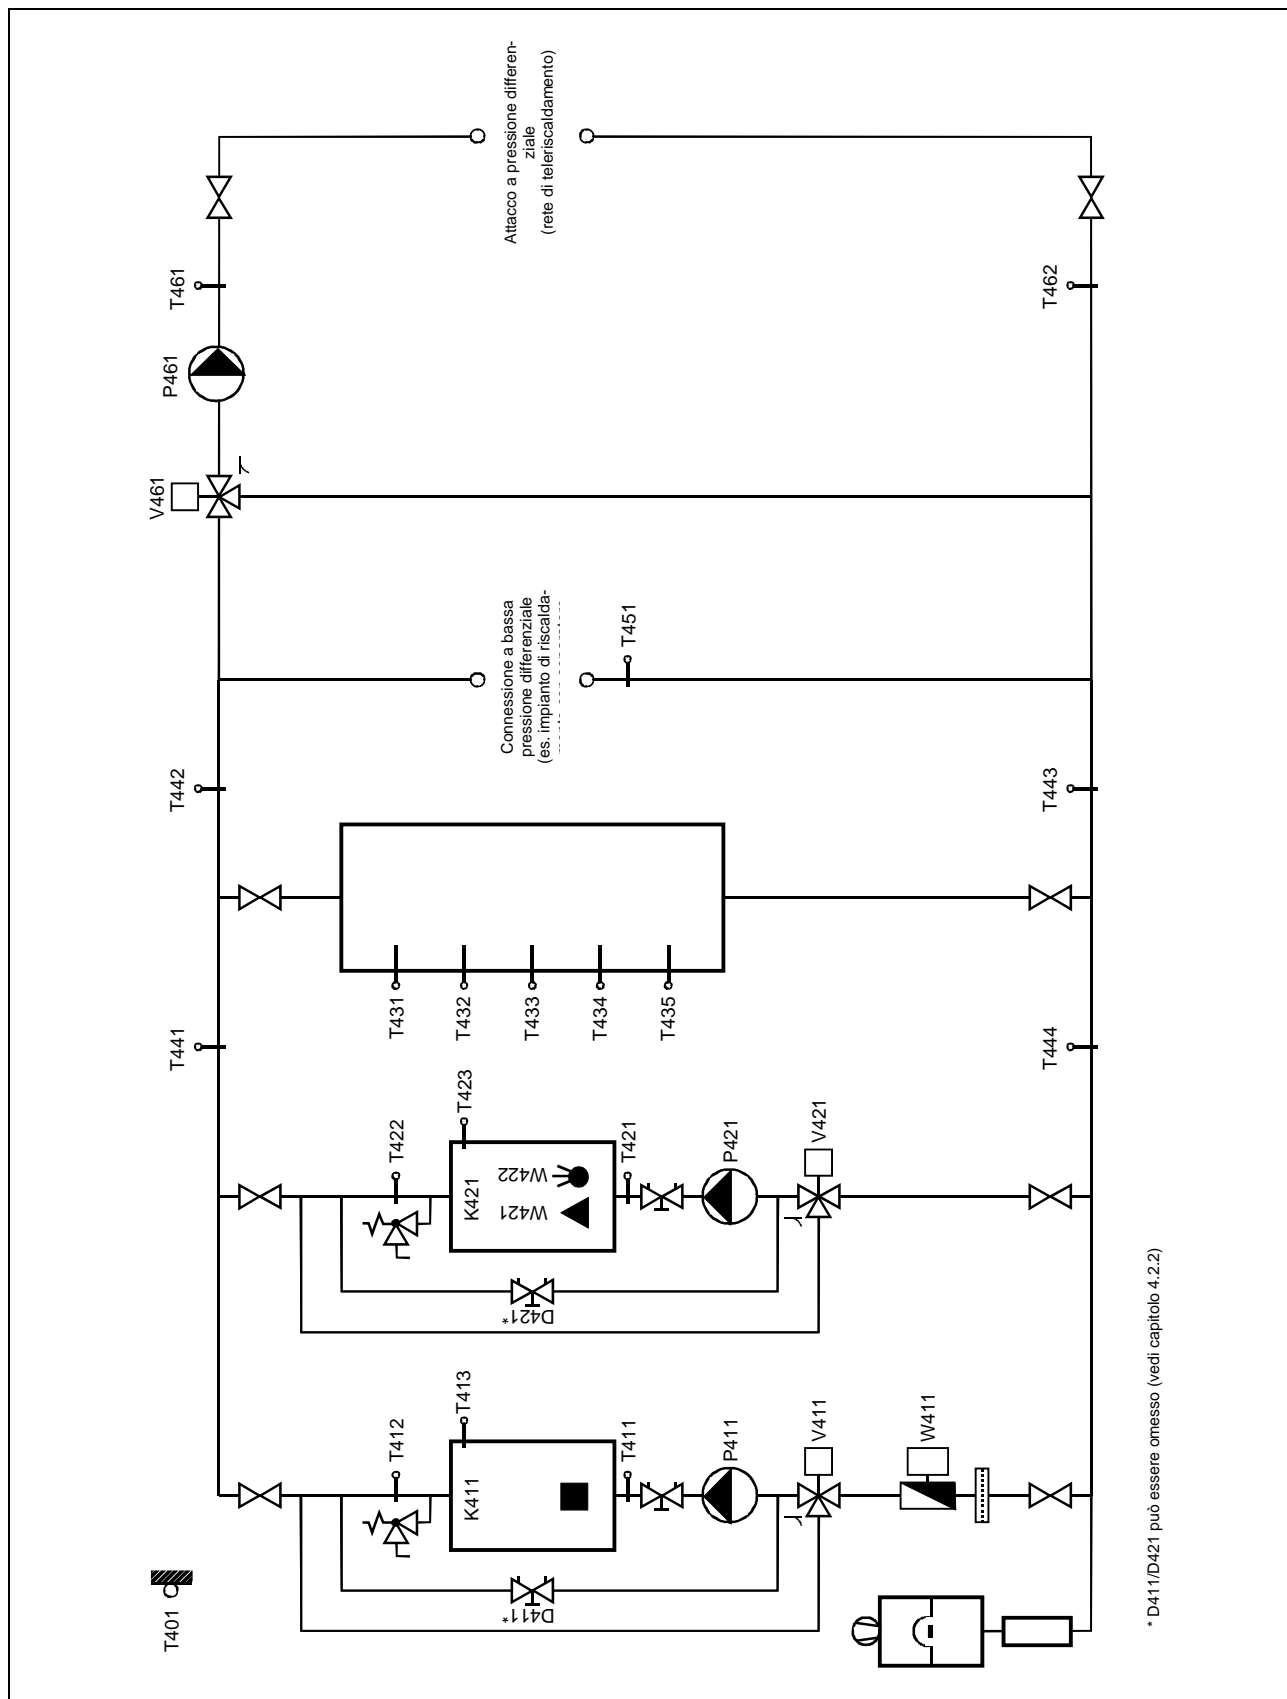 T401
T441
T442
V461
P461
T461
Attacco a pressione differen-
ziale
(rete di teleriscaldamento)
Connessione a bassa
pressione differenziale
(es. impianto di riscalda-
T451
T431
T432
T433
T434
T435
T412
T413
K411
T411
P411
V411
W411
D411*
T422
T423
K421
W421
W422
T421
P421
V421
D421*
T444
T443
T462
* D411/D421 può essere omesso (vedi capitolo 4.2.2)